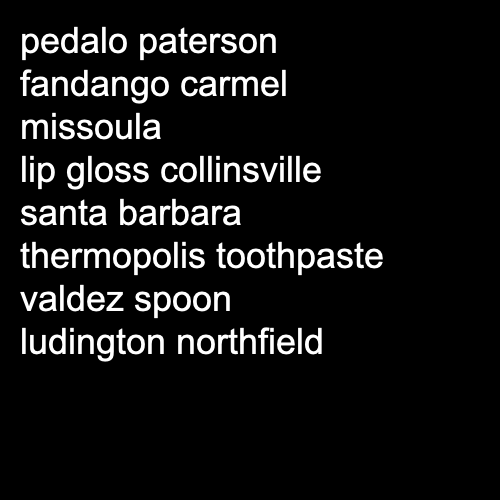 pedalo paterson
fandango carmel
missoula
lip gloss collinsville
santa barbara
thermopolis toothpaste
valdez spoon
ludington northfield